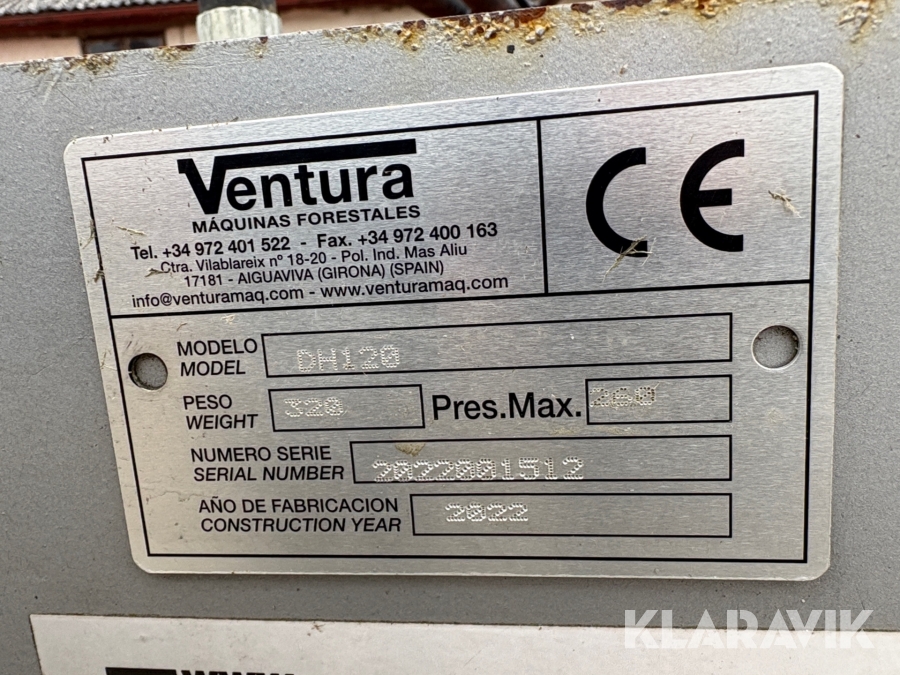 Ventura
MÁQUINAS FORESTALES
Tel. +34 972 401 522 - Fax. +34 972 400 163
Ctra. Vilablareix nº 18-20 - Pol. Ind. Mas Aliu
17181 - AIGUAVIVA (GIRONA) (SPAIN)
info@venturamaq.com - www.venturamaq.com
CE
MODELO
MODEL
DH120
PESO
WEIGHT
320
Pres.Max.
260
NUMERO SERIE
SERIAL NUMBER
2022001512
AÑO DE FABRICACION
CONSTRUCTION YEAR
2022
KLARAVIK